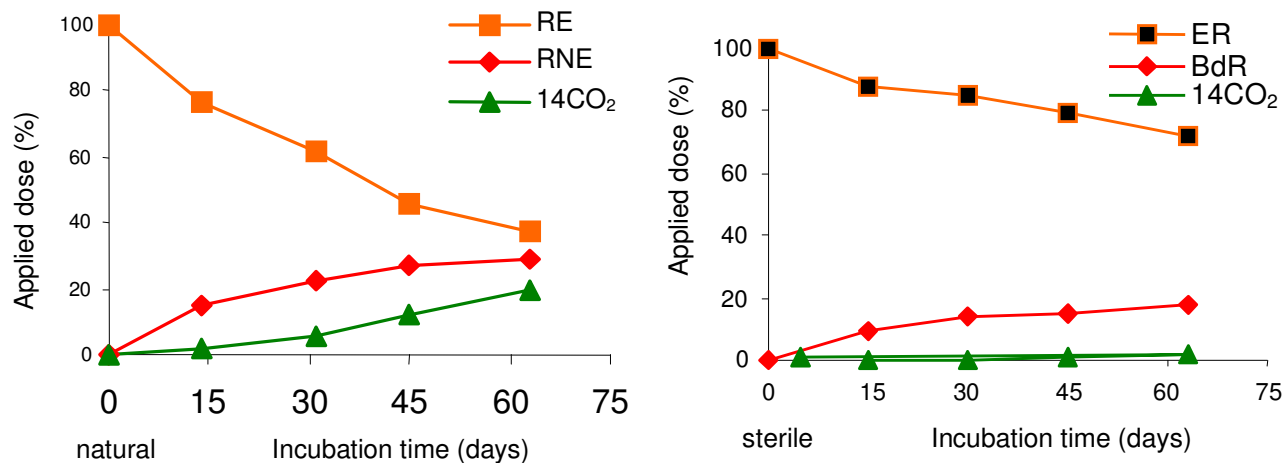 RE
RNE
14CO₂
Applied dose (%)
100
80
60
40
20
0
0 15 30 45 60 75
natural Incubation time (days)
ER
BdR
14CO₂
Applied dose (%)
100
80
60
40
20
0
0 15 30 45 60 75
sterile Incubation time (days)